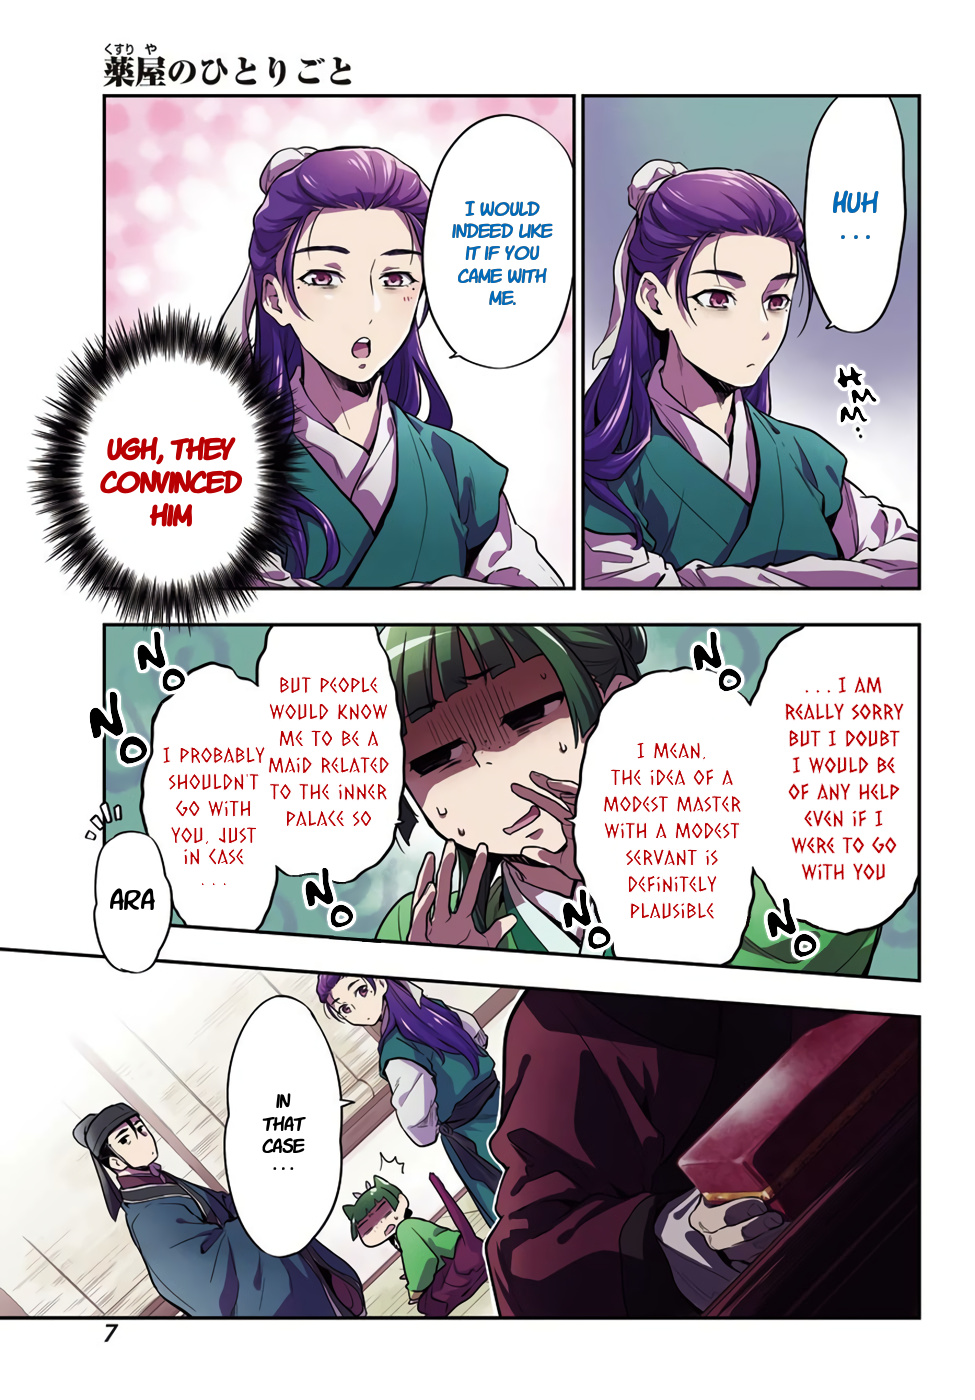 くすり や
薬屋のひとりごと
HUH
...
HMM.
I WOULD
INDEED LIKE
IT IF YOU
CAME WITH
ME.
UGH, THEY
CONVINCED
HIM
...I AM
REALLY SORRY
BUT I DOUBT
I WOULD BE
OF ANY HELP
EVEN IF I
WERE TO GO
WITH YOU
NO
NO
I MEAN,
THE IDEA OF A
MODEST MASTER
WITH A MODEST
SERVANT IS
DEFINITELY
PLAUSIBLE
NO
BUT PEOPLE
WOULD KNOW
ME TO BE A
MAID RELATED
TO THE INNER
PALACE SO
NO
NO
I PROBABLY
SHOULDN'T
GO WITH
YOU, JUST
IN CASE
...
NO
ARA
IN
THAT
CASE
...
7